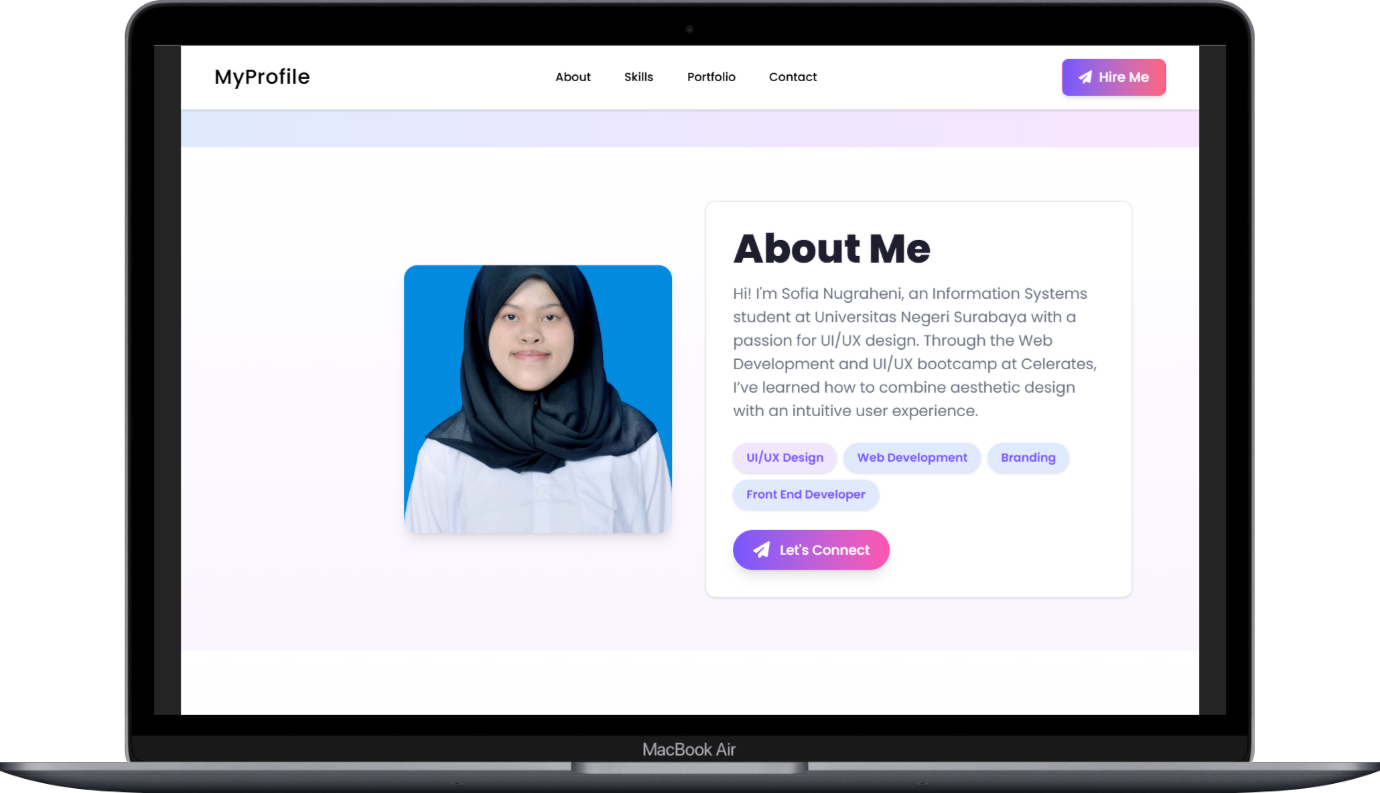 MyProfile
About
Skills
Portfolio
Contact
Hire Me
About Me
Hi! I'm Sofia Nugraheni, an Information Systems
student at Universitas Negeri Surabaya with a
passion for UI/UX design. Through the Web
Development and UI/UX bootcamp at Celerates,
I’ve learned how to combine aesthetic design
with an intuitive user experience.
UI/UX Design
Web Development
Branding
Front End Developer
Let's Connect
MacBook Air